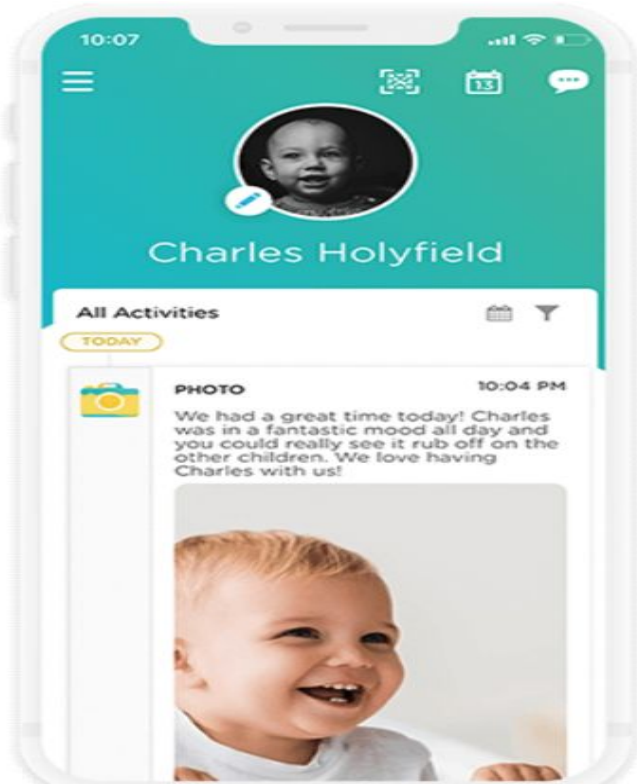 10:07
13
Charles Holyfield
All Activities
TODAY
PHOTO 10:04 PM
We had a great time today! Charles
was in a fantastic mood all day and
you could really see it rub off on the
other children. We love having
Charles with us!